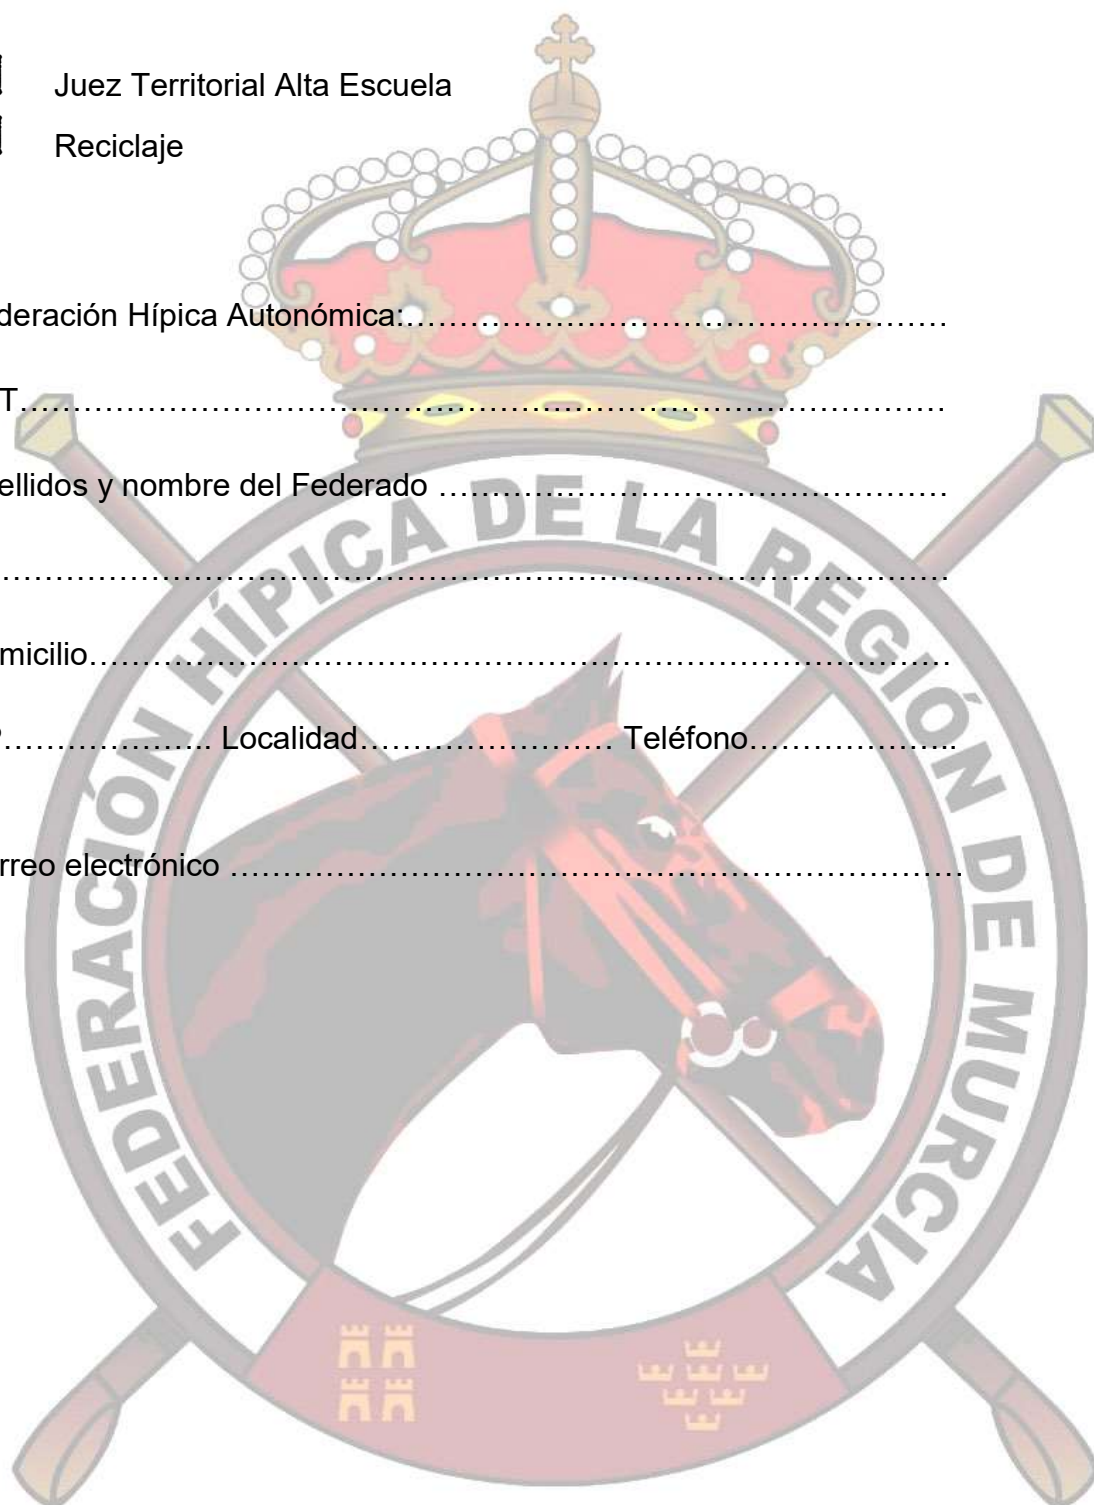 Juez Territorial Alta Escuela
Reciclaje
deración Hípica Autonómica:……………………………………………
T……………………………………………………………………………
ellidos y nombre del Federado …………………………………………
………………………………………………………………………………
micilio………………………………………………………………………
……………….. Localidad…………………… Teléfono………………..
rreo electrónico ……………………………………………………………
FEDERACIÓN HÍPICA DE LA REGIÓN DE MURCIA